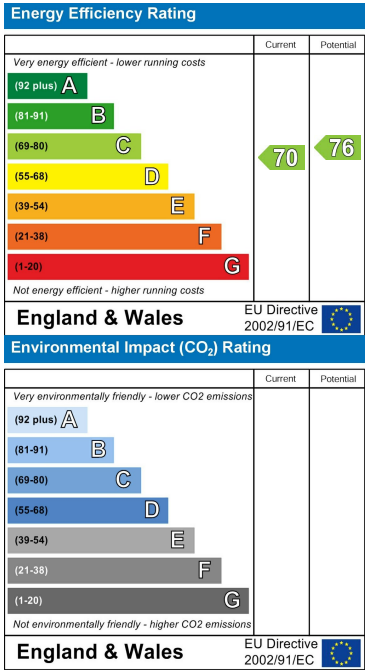 Energy Efficiency Rating
Current Potential
Very energy efficient - lower running costs
(92 plus) A
(81-91) B
(69-80) C
70 76
(55-68) D
(39-54) E
(21-38) F
(1-20) G
Not energy efficient - higher running costs
England & Wales
EU Directive
2002/91/EC
Environmental Impact (CO₂) Rating
Current Potential
Very environmentally friendly - lower CO2 emissions
(92 plus) A
(81-91) B
(69-80) C
(55-68) D
(39-54) E
(21-38) F
(1-20) G
Not environmentally friendly - higher CO2 emissions
England & Wales
EU Directive
2002/91/EC